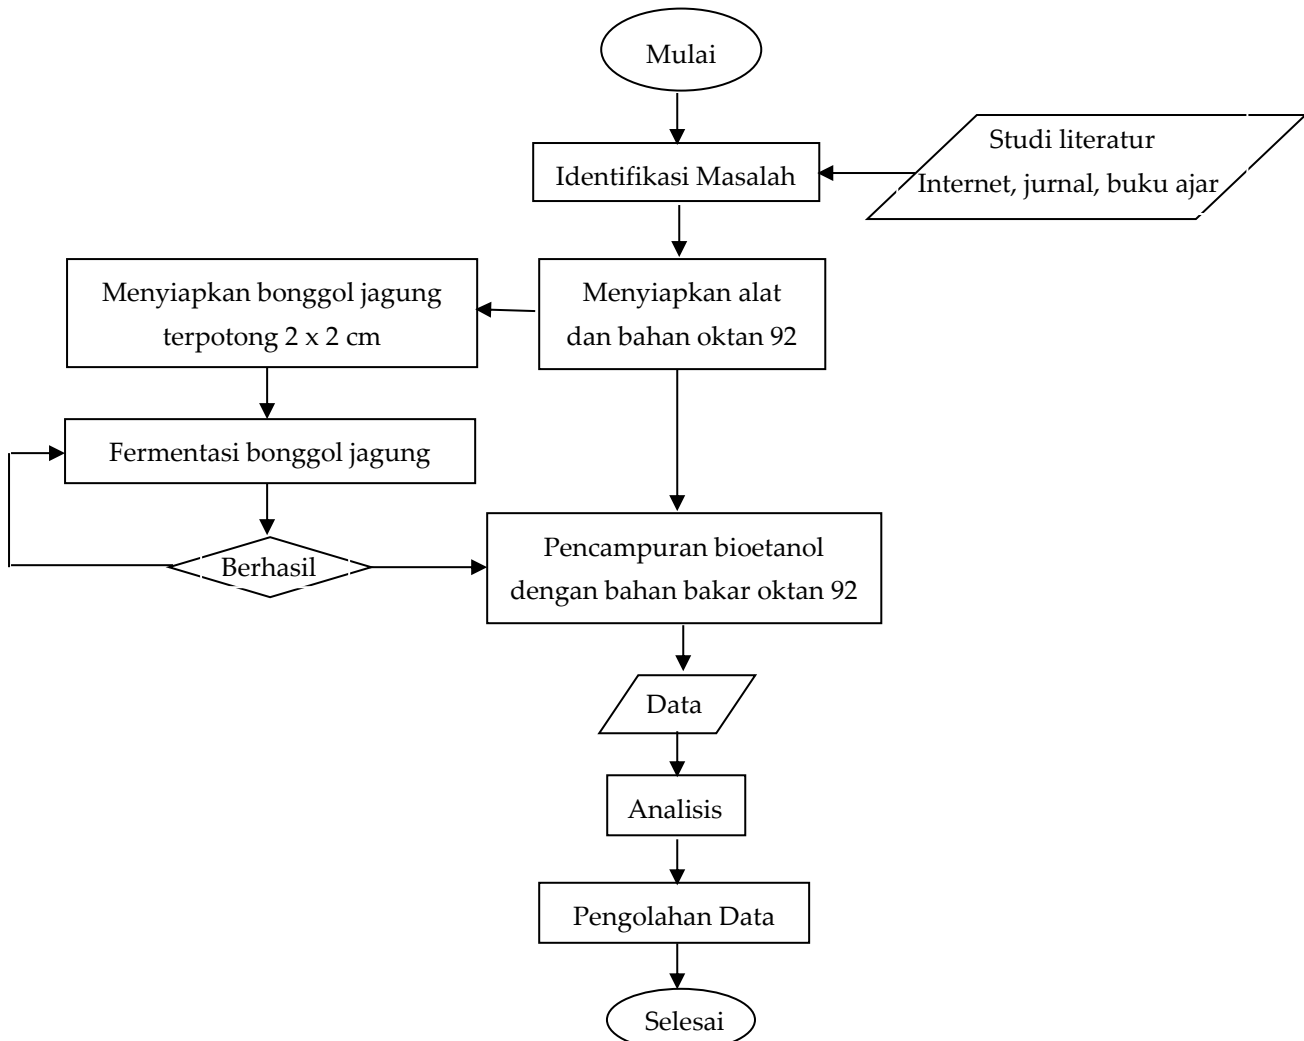 Mulai
Identifikasi Masalah
Studi literatur
Internet, jurnal, buku ajar
Menyiapkan bonggol jagung
terpotong 2 x 2 cm
Menyiapkan alat
dan bahan oktan 92
Fermentasi bonggol jagung
Berhasil
Pencampuran bioetanol
dengan bahan bakar oktan 92
Data
Analisis
Pengolahan Data
Selesai